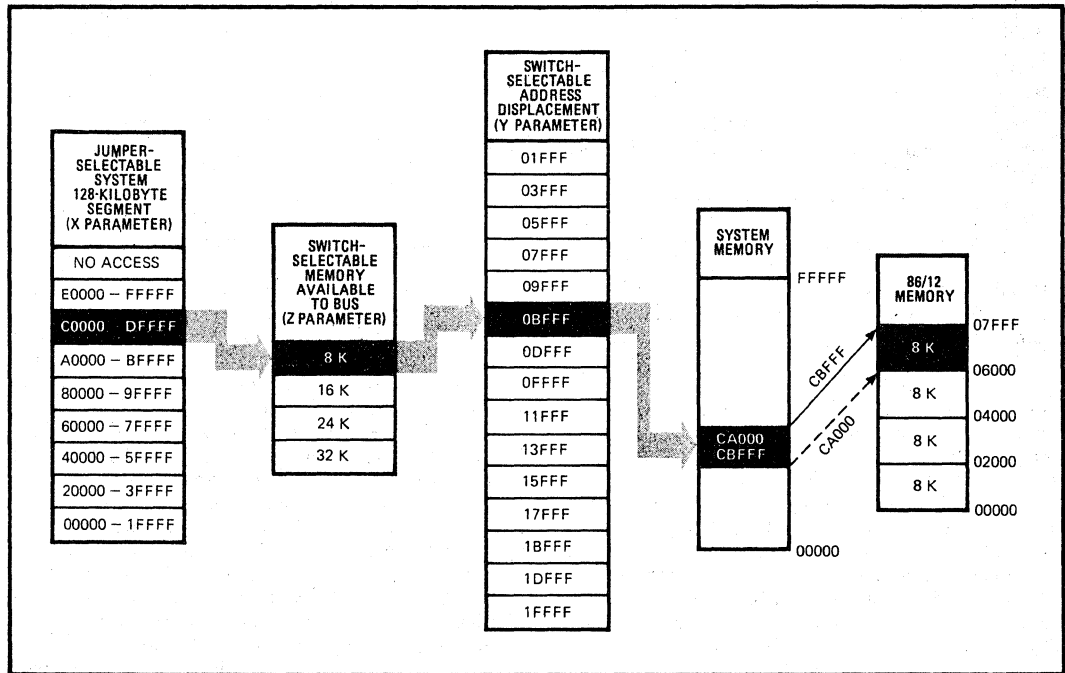 JUMPER-
SELECTABLE
SYSTEM
128-KILOBYTE
SEGMENT
(X PARAMETER)
NO ACCESS
E0000 – FFFFF
C0000 DFFFF
A0000 – BFFFF
80000 – 9FFFF
60000 – 7FFFF
40000 – 5FFFF
20000 – 3FFFF
00000 – 1FFFF
SWITCH-
SELECTABLE
MEMORY
AVAILABLE
TO BUS
(Z PARAMETER)
8 K
16 K
24 K
32 K
SWITCH-
SELECTABLE
ADDRESS
DISPLACEMENT
(Y PARAMETER)
01FFF
03FFF
05FFF
07FFF
09FFF
0BFFF
0DFFF
0FFFF
11FFF
13FFF
15FFF
17FFF
1BFFF
1DFFF
1FFFF
SYSTEM
MEMORY
FFFFF
CA000
CBFFF
00000
CBFFF
CA000
86/12
MEMORY
07FFF
8 K
06000
8 K
04000
8 K
02000
8 K
00000